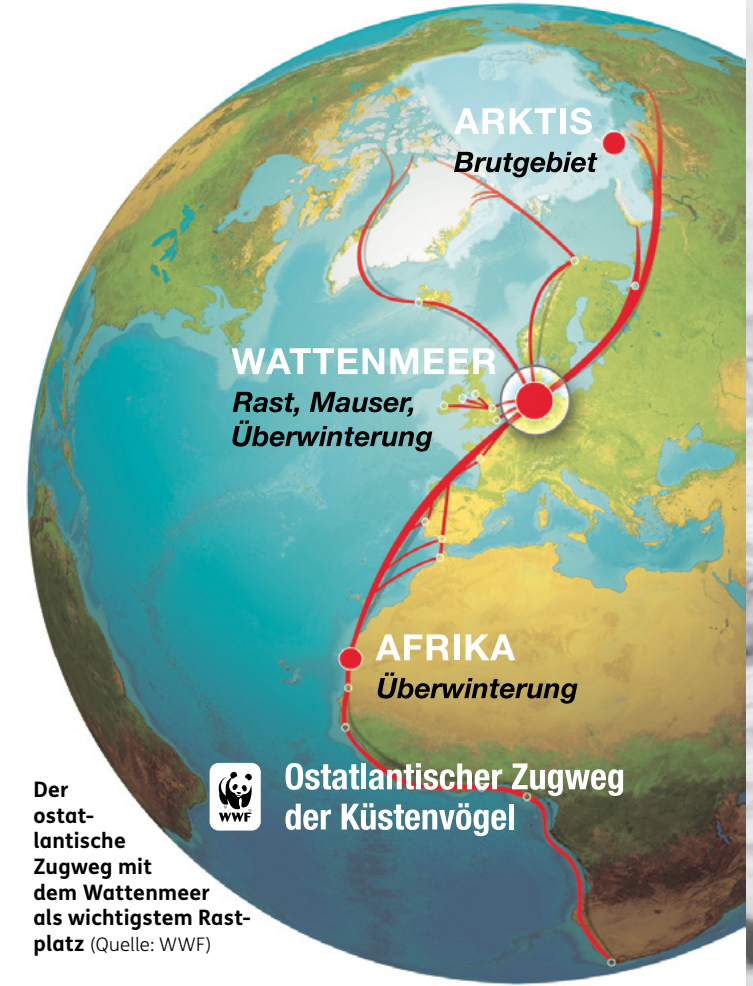 ARKTIS
Brutgebiet
WATTENMEER
Rast, Mauser,
Überwinterung
AFRIKA
Überwinterung
WWF
Ostatlantischer Zugweg
der Küstenvögel
Der
ostat-
lantische
Zugweg mit
dem Wattenmeer
als wichtigstem Rast-
platz (Quelle: WWF)